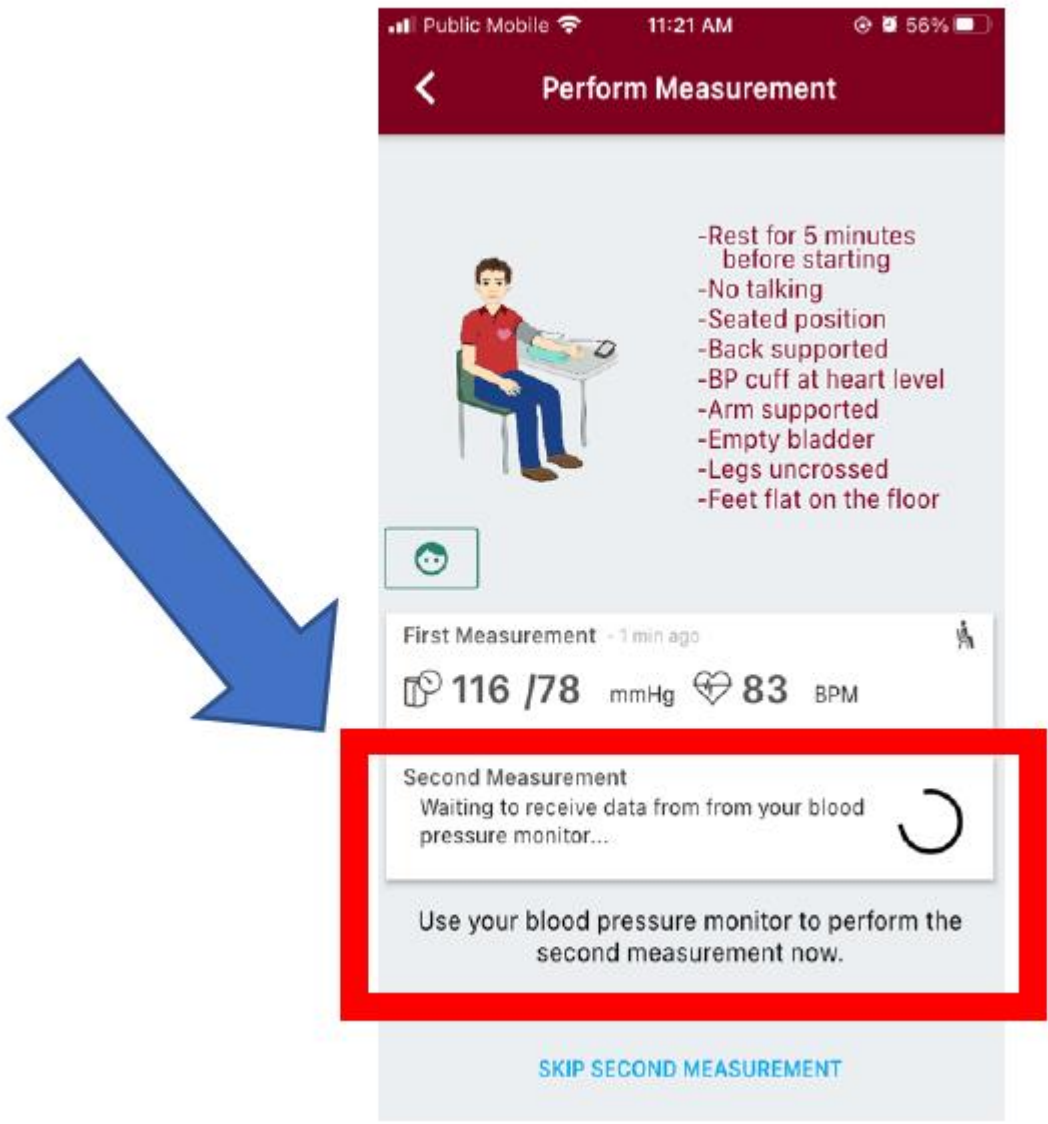 Public Mobile 11:21 AM 56%
Perform Measurement
-Rest for 5 minutes
before starting
-No talking
-Seated position
-Back supported
-BP cuff at heart level
-Arm supported
-Empty bladder
-Legs uncrossed
-Feet flat on the floor
First Measurement - 1 min ago
116 /78 mmHg 83 BPM
Second Measurement
Waiting to receive data from from your blood
pressure monitor...
Use your blood pressure monitor to perform the
second measurement now.
SKIP SECOND MEASUREMENT